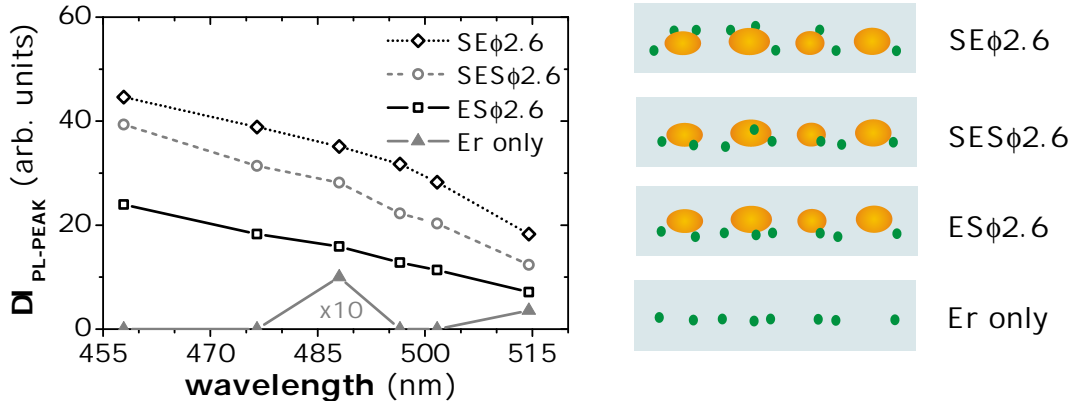 60
40
20
0
DI PL-PEAK (arb. units)
SEϕ2.6
SESϕ2.6
ESϕ2.6
Er only
x10
455 470 485 500 515
wavelength (nm)
SEϕ2.6
SESϕ2.6
ESϕ2.6
Er only